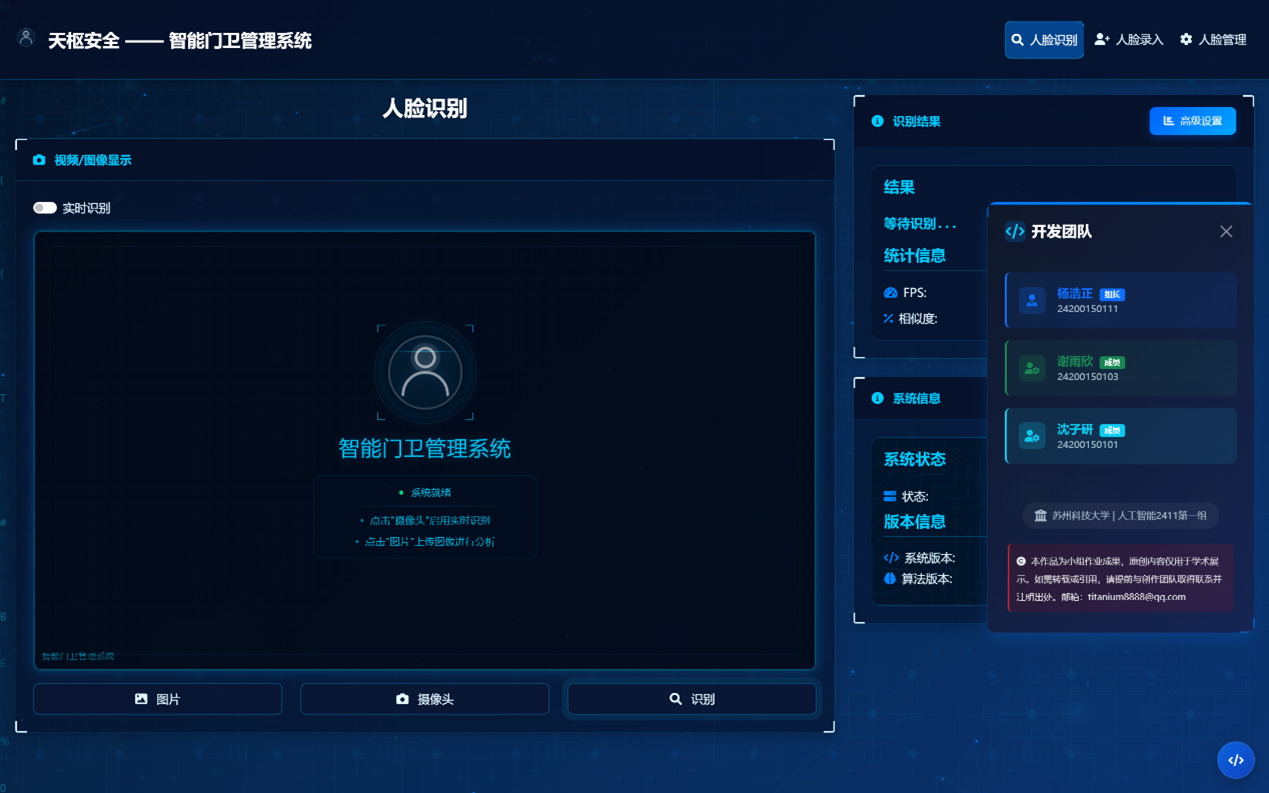 天枢安全 —— 智能门卫管理系统
人脸识别
人脸录入
人脸管理
人脸识别
视频/图像显示
实时识别
智能门卫管理系统
系统就绪
• 点击"摄像头"启用实时识别
• 点击"图片"上传图像进行分析
智能门卫管理系统
图片
摄像头
识别
识别结果
高级设置
结果
等待识别...
统计信息
FPS:
相似度:
系统信息
系统状态
状态:
版本信息
系统版本:
算法版本:
开发团队
杨浩正 组长
24200150111
谢雨欣 成员
24200150103
沈子研 成员
24200150101
苏州科技大学 | 人工智能2411第一组
本作品为小组作业成果，原创内容仅用于学术展
示。如需转载或引用，请提前与创作团队取得联系并
注明出处。邮箱：titanium8888@qq.com